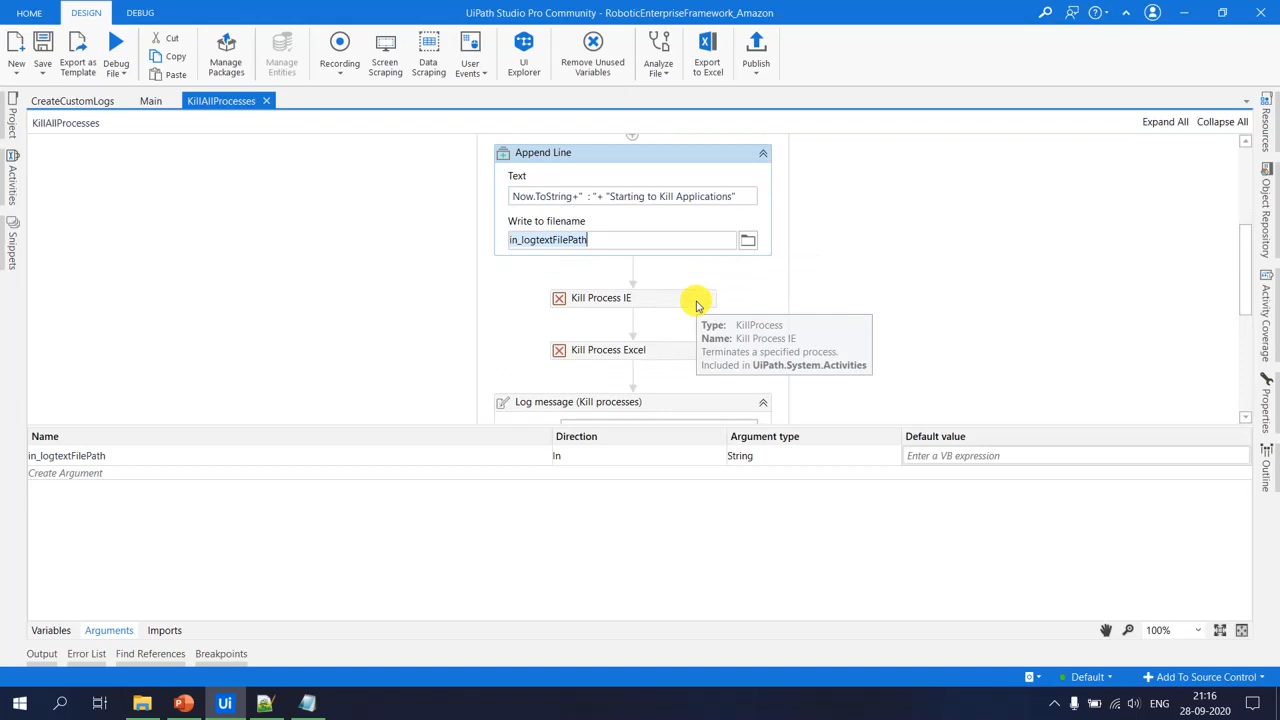 HOME
DESIGN
DEBUG
UiPath Studio Pro Community - RoboticEnterpriseFramework_Amazon
New
Save
Export as Template
Debug File
Cut
Copy
Paste
Manage Packages
Manage Entities
Recording
Screen Scraping
Data Scraping
User Events
UI Explorer
Remove Unused Variables
Analyze File
Export to Excel
Publish
CreateCustomLogs
Main
KillAllProcesses
KillAllProcesses
Expand All
Collapse All
Project
Activities
Snippets
Resources
Object Repository
Activity Coverage
Properties
Outline
Append Line
Text
Now.ToString+" : "+ "Starting to Kill Applications"
Write to filename
in_logtextFilePath
Kill Process IE
Type: KillProcess
Name: Kill Process IE
Terminates a specified process.
Included in UiPath.System.Activities
Kill Process Excel
Log message (Kill processes)
Name Direction Argument type Default value
in_logtextFilePath In String Enter a VB expression
Create Argument
Variables
Arguments
Imports
100%
Output
Error List
Find References
Breakpoints
Default
Add To Source Control
Ui
ENG
21:16
28-09-2020